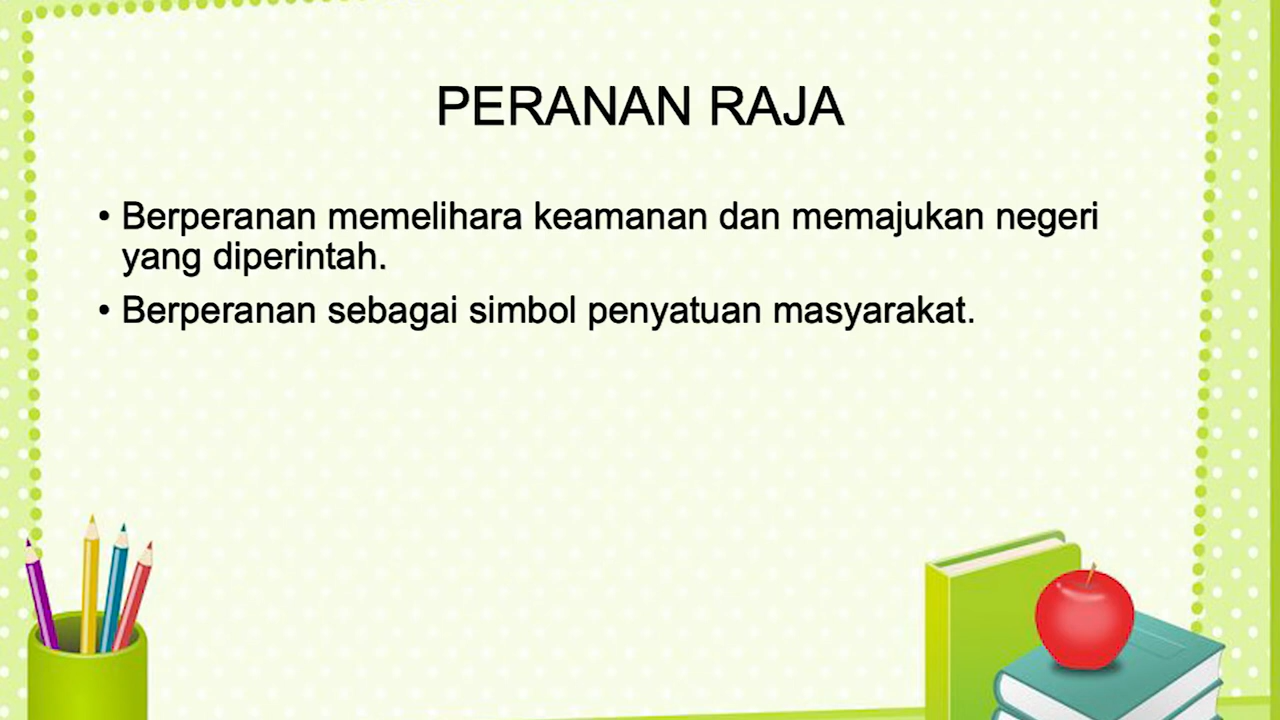 PERANAN RAJA
• Berperanan memelihara keamanan dan memajukan negeri
yang diperintah.
• Berperanan sebagai simbol penyatuan masyarakat.